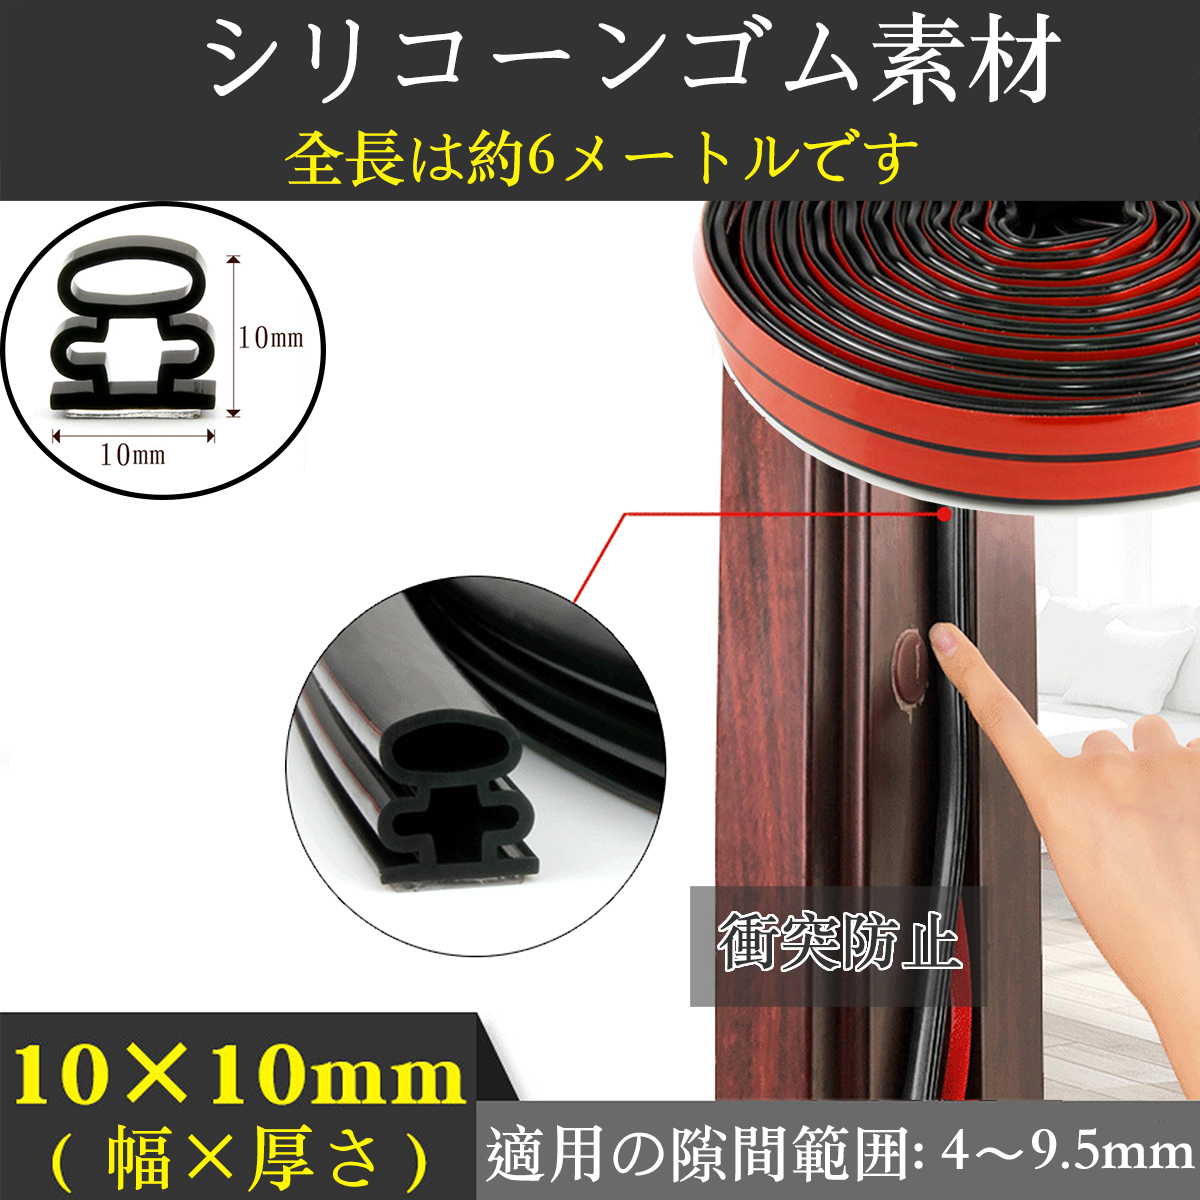 シリコーンゴム素材
全長は約6メートルです
10mm
10mm
衝突防止
10×10mm
(幅×厚さ)
適用の隙間範囲: 4～9.5mm